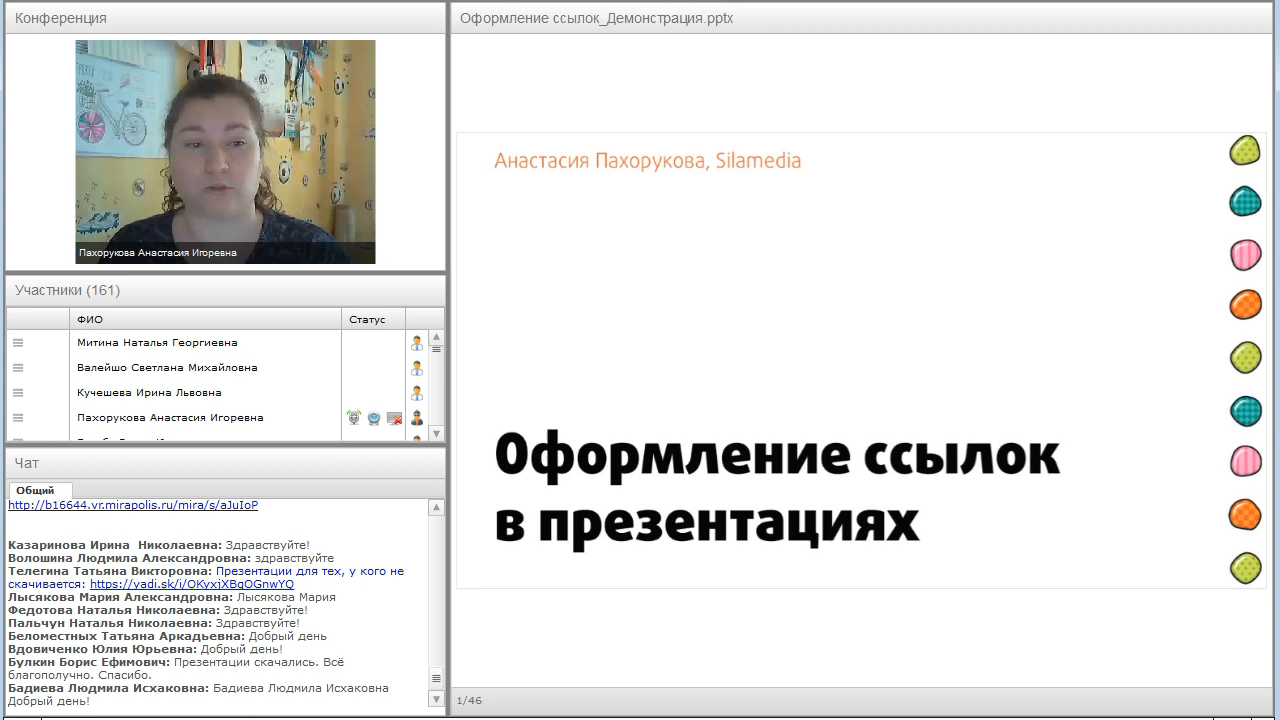 Конференция
Пахорукова Анастасия Игоревна
Участники (161)
ФИО Статус
Митина Наталья Георгиевна
Валейшо Светлана Михайловна
Кучешева Ирина Львовна
Пахорукова Анастасия Игоревна
Чат
Общий
http://b16644.vr.mirapolis.ru/mira/s/aJuIoP
Казаринова Ирина Николаевна: Здравствуйте!
Волошина Людмила Александровна: здравствуйте
Телегина Татьяна Викторовна: Презентации для тех, у кого не
скачивается: https://yadi.sk/i/OKyxjXBqOGnwYQ
Лысякова Мария Александровна: Лысякова Мария
Федотова Наталья Николаевна: Здравствуйте!
Пальчун Наталья Николаевна: Здравствуйте!
Беломестных Татьяна Аркадьевна: Добрый день
Вдовиченко Юлия Юрьевна: Добрый день!
Булкин Борис Ефимович: Презентации скачались. Всё
благополучно. Спасибо.
Бадиева Людмила Исхаковна: Бадиева Людмила Исхаковна
Добрый день!
Оформление ссылок_Демонстрация.pptx
Анастасия Пахорукова, Silamedia
Оформление ссылок
в презентациях
1/46